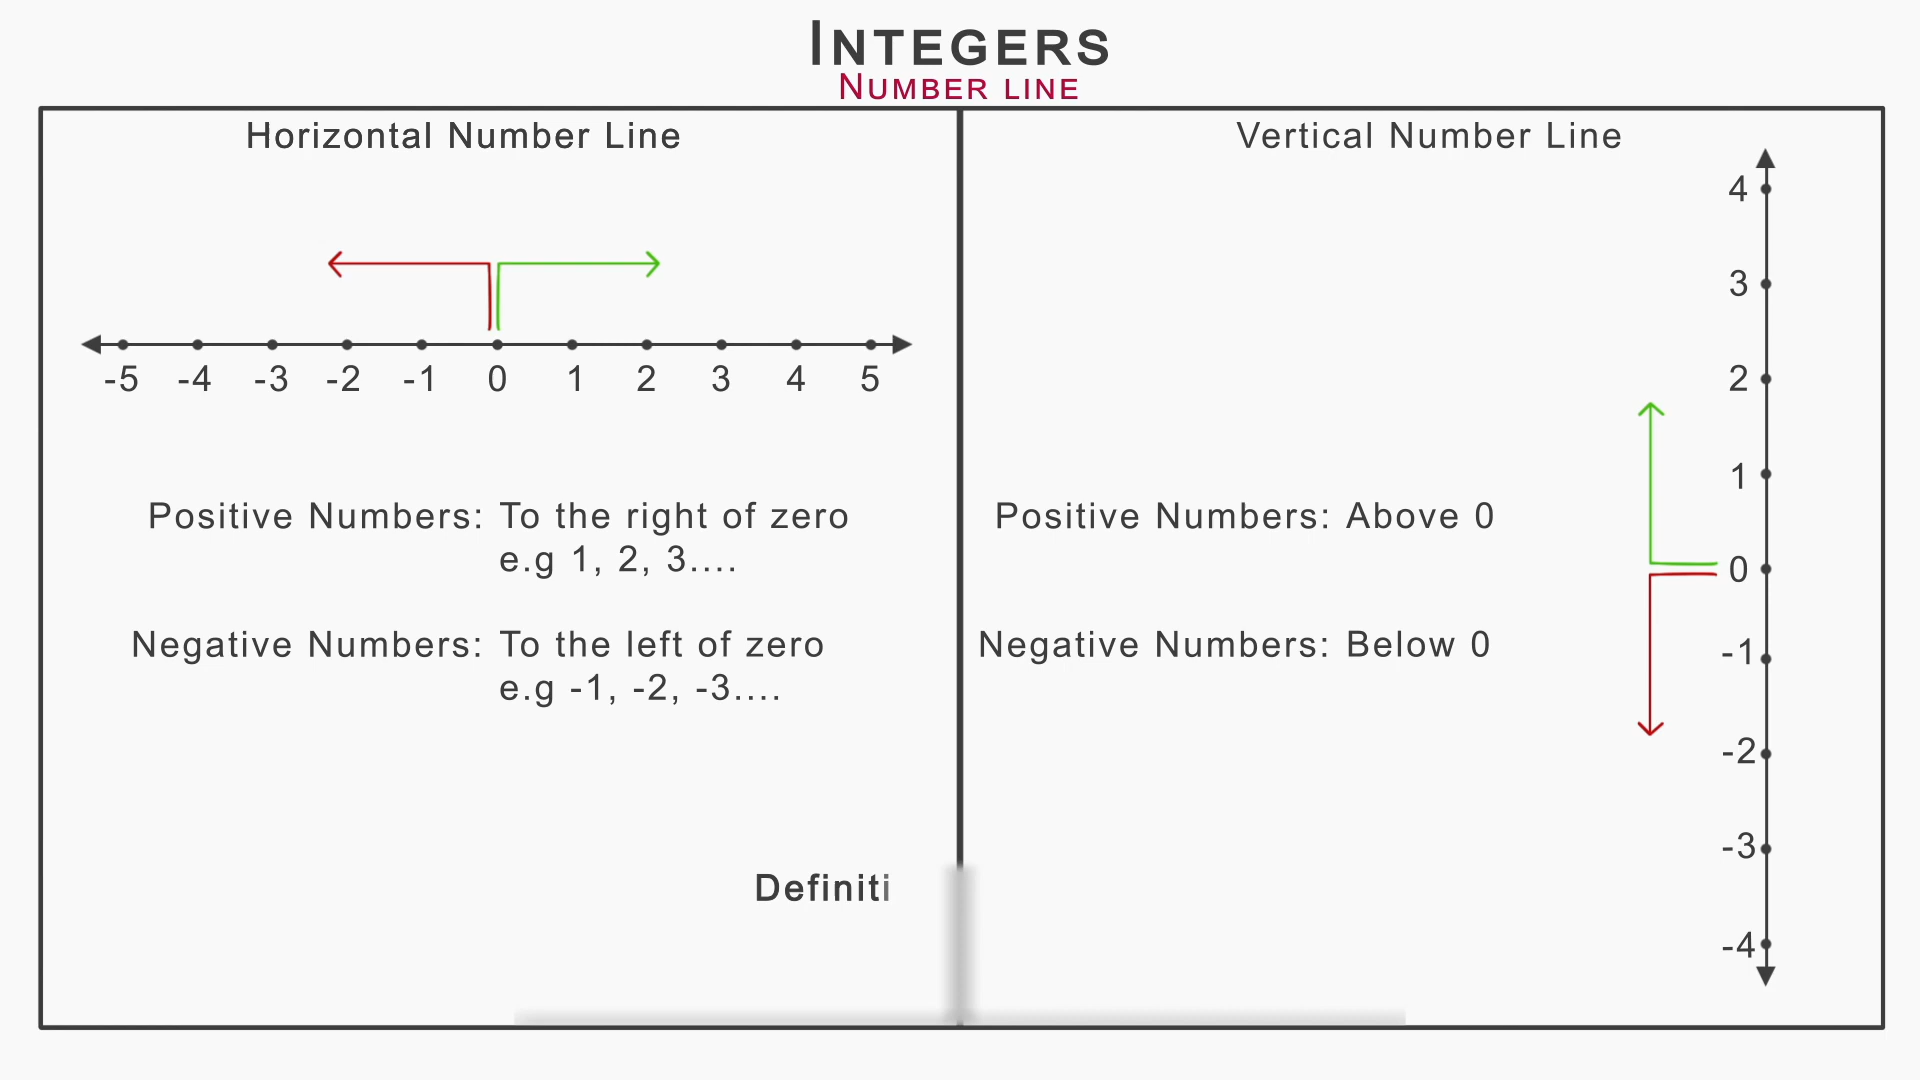 INTEGERS
NUMBER LINE
Horizontal Number Line
-5 -4 -3 -2 -1 0 1 2 3 4 5
Positive Numbers: To the right of zero
e.g 1, 2, 3....
Negative Numbers: To the left of zero
e.g -1, -2, -3....
Vertical Number Line
4
3
2
1
0
-1
-2
-3
-4
Positive Numbers: Above 0
Negative Numbers: Below 0
Definiti